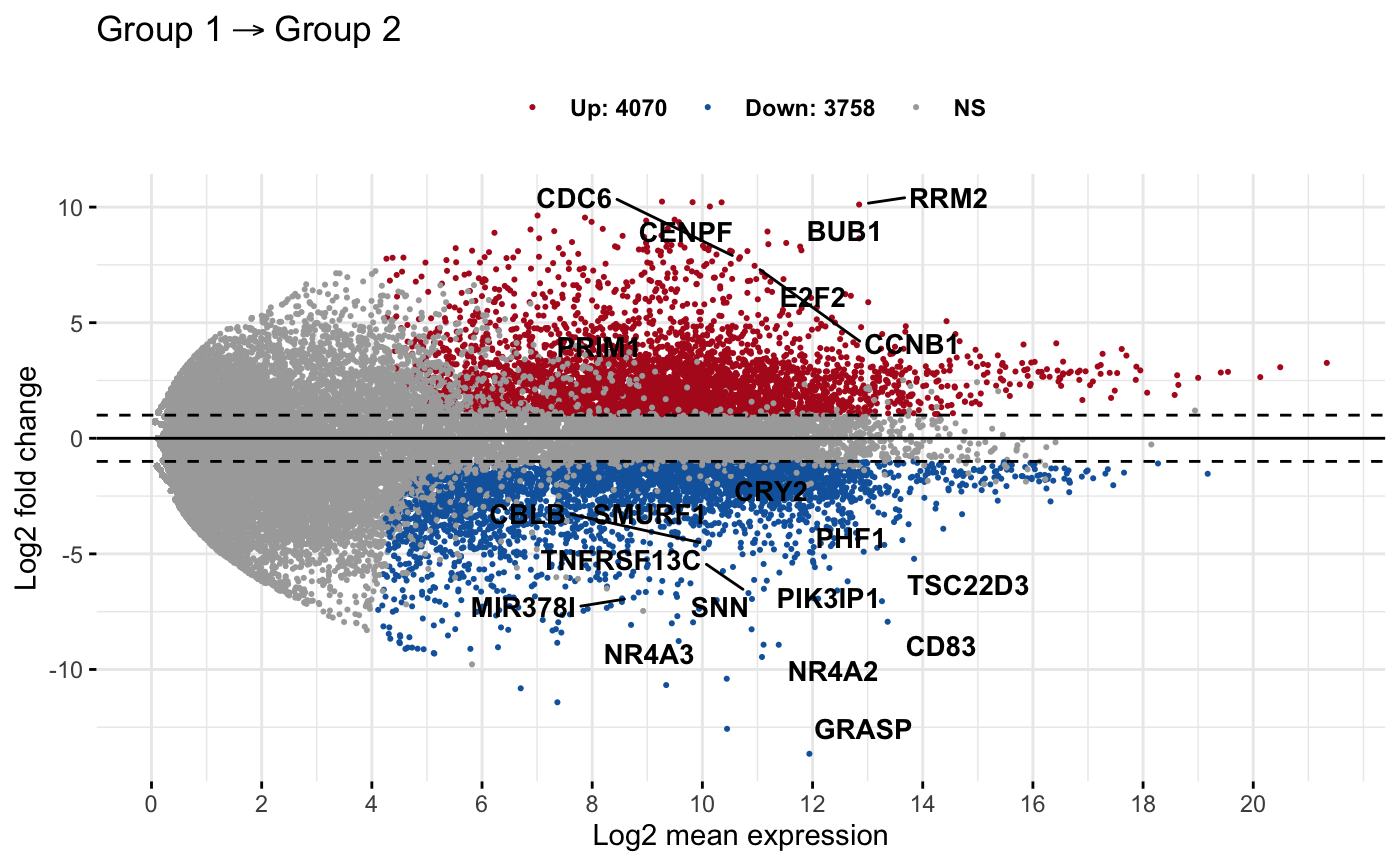 Group 1 → Group 2
Up: 4070 Down: 3758 NS
Log2 fold change
10
5
0
-5
-10
CDC6
RRM2
CENPF
BUB1
E2F2
PRIM1
CCNB1
CRY2
CBLB
SMURF1
PHF1
TNFRSF13C
TSC22D3
MIR378I
SNN
PIK3IP1
NR4A3
CD83
NR4A2
GRASP
0 2 4 6 8 10 12 14 16 18 20
Log2 mean expression